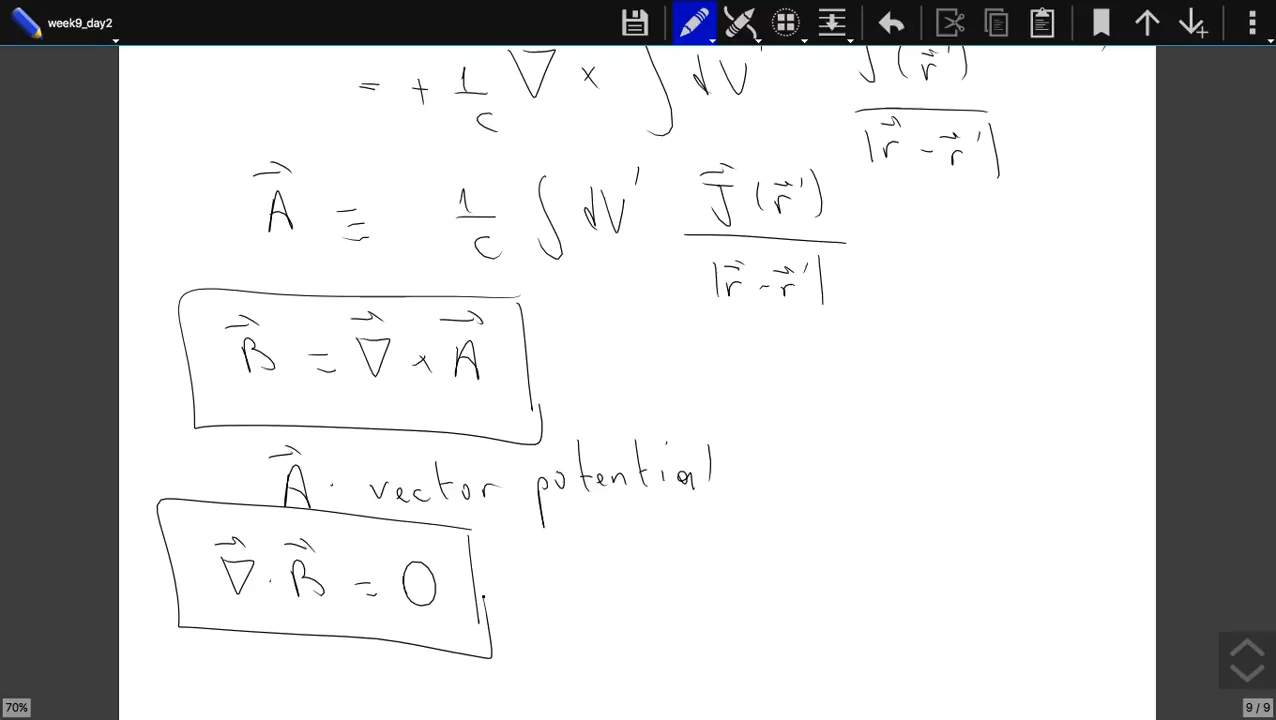 week9_day2
= + 1/c ∇ × ∫ dV' J(r⃗') / |r⃗ - r⃗'|
A⃗ ≡ 1/c ∫ dV' J⃗(r⃗') / |r⃗ - r⃗'|
B⃗ = ∇⃗ × A⃗
A⃗ · vector potential
∇⃗ · B⃗ = 0
70%
9 / 9